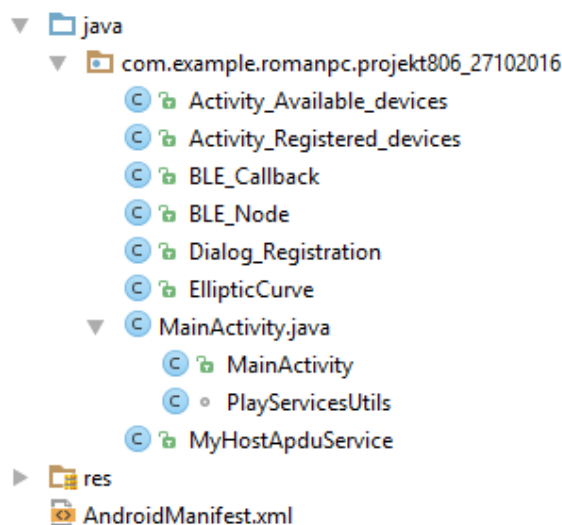 java
com.example.romanpc.projekt806_27102016
Activity_Available_devices
Activity_Registered_devices
BLE_Callback
BLE_Node
Dialog_Registration
EllipticCurve
MainActivity.java
MainActivity
PlayServicesUtils
MyHostApduService
res
AndroidManifest.xml